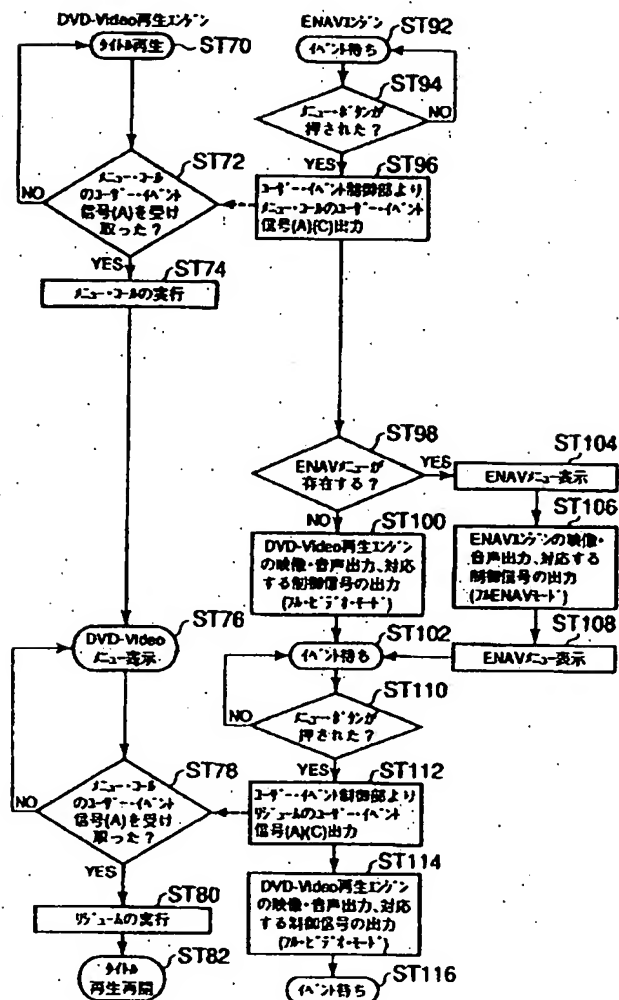 DVD-Video再生エンジン
タイトル再生
ST70
メニュー・コール
のユーザー・イベント
信号(A)を受け
取った?
ST72
NO
YES
ST74
メニュー・コールの実行
DVD-Video
メニュー表示
ST76
メニュー・コール
のユーザー・イベント
信号(A)を受け
取った?
ST78
NO
YES
ST80
リジュームの実行
ST82
タイトル
再生再開
ENAVエンジン
ST92
イベント待ち
ST94
メニュー・ボタンが
押された?
NO
YES
ST96
ユーザー・イベント制御部より
メニュー・コールのユーザー・イベント
信号(A)(C)出力
ST98
ENAVメニューが
存在する?
YES
NO
ST100
DVD-Video再生エンジン
の映像・音声出力、対応
する制御信号の出力
(フル・ビデオ・モード)
ST104
ENAVメニュー表示
ST106
ENAVエンジンの映像・
音声出力、対応する
制御信号の出力
(フルENAVモード)
ST108
ENAVメニュー表示
ST102
イベント待ち
ST110
メニュー・ボタンが
押された?
NO
YES
ST112
ユーザー・イベント制御部より
リジュームのユーザー・イベント
信号(A)(C)出力
ST114
DVD-Video再生エンジン
の映像・音声出力、対応
する制御信号の出力
(フル・ビデオ・モード)
ST116
イベント待ち